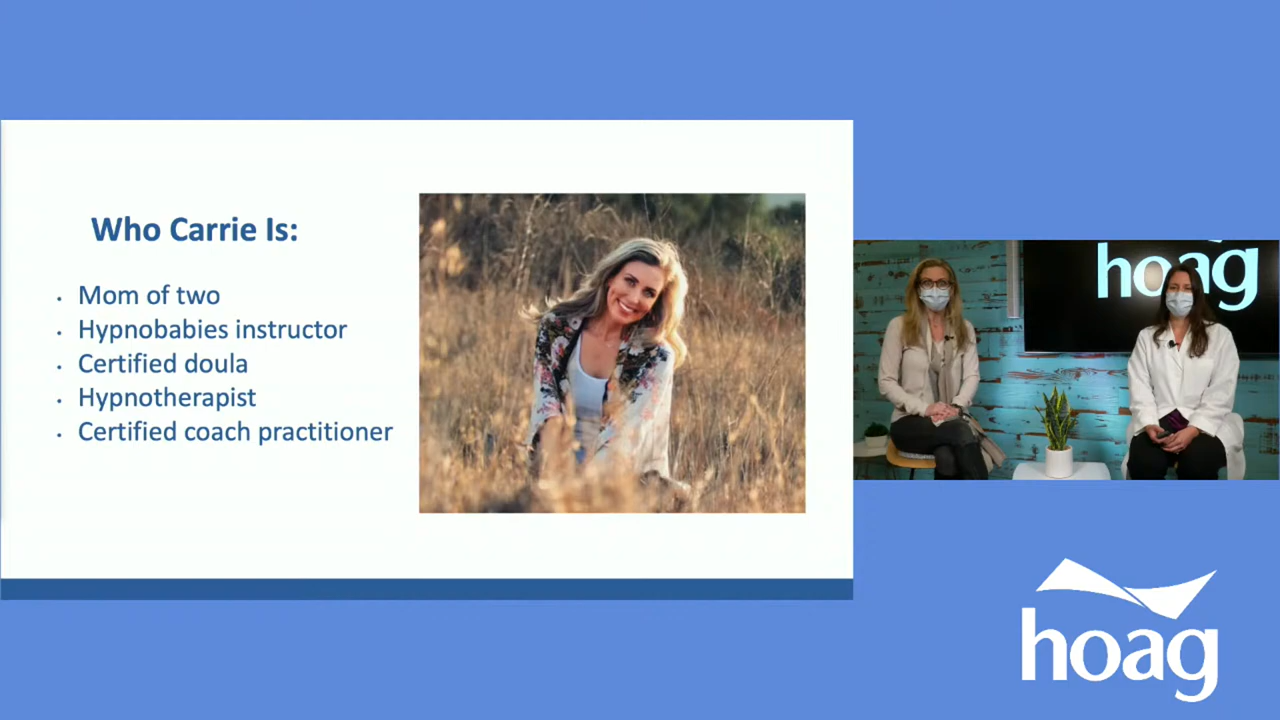 Who Carrie Is:
• Mom of two
• Hypnobabies instructor
• Certified doula
• Hypnotherapist
• Certified coach practitioner
hoag
hoag